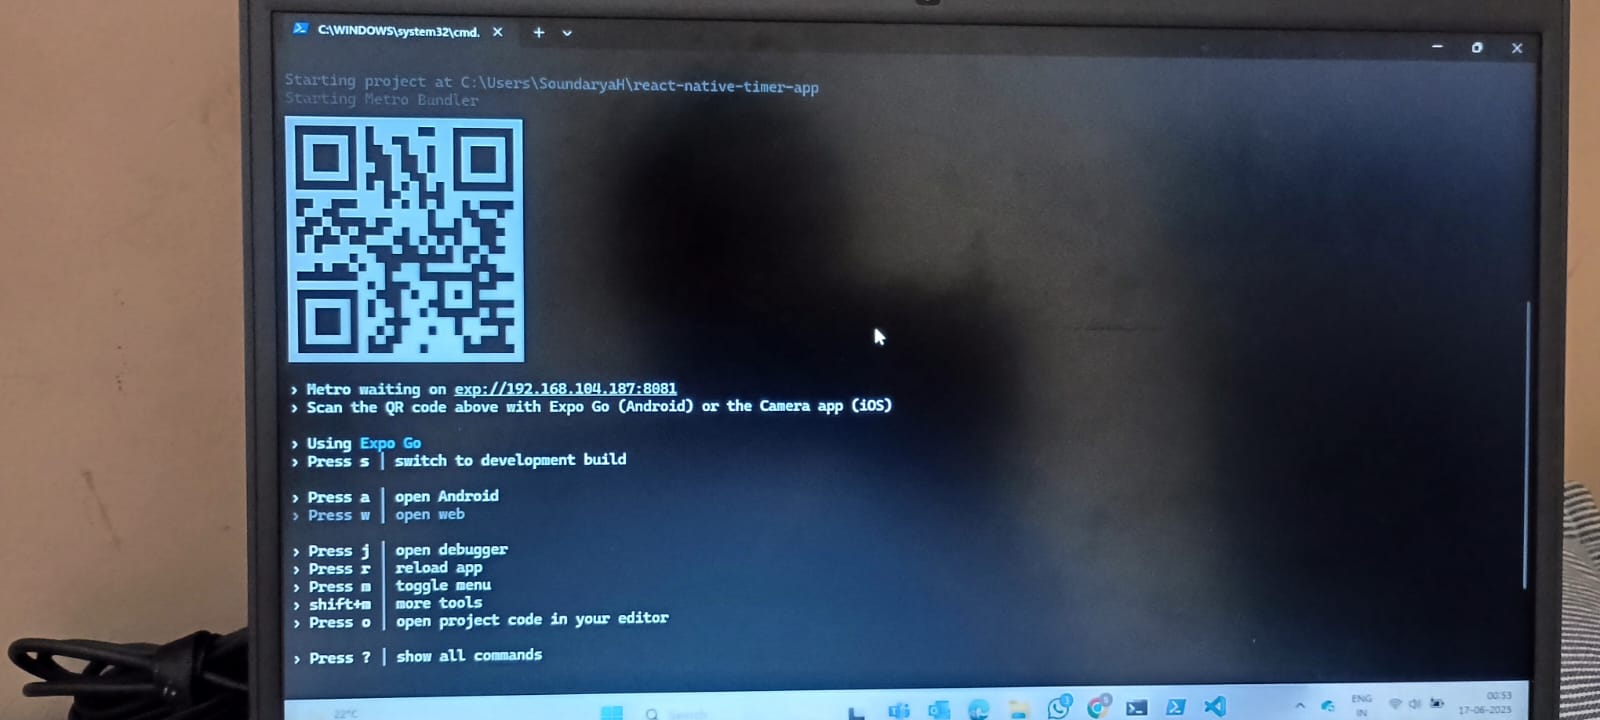 C:\WINDOWS\system32\cmd.
Starting project at C:\Users\SoundaryaH\react-native-timer-app
Starting Metro Bundler
› Metro waiting on exp://192.168.104.187:8081
› Scan the QR code above with Expo Go (Android) or the Camera app (iOS)
› Using Expo Go
› Press s │ switch to development build
› Press a │ open Android
› Press w │ open web
› Press j │ open debugger
› Press r │ reload app
› Press m │ toggle menu
› shift+m │ more tools
› Press o │ open project code in your editor
› Press ? │ show all commands
22°C
Search
ENG
IN
00:53
17-06-2025